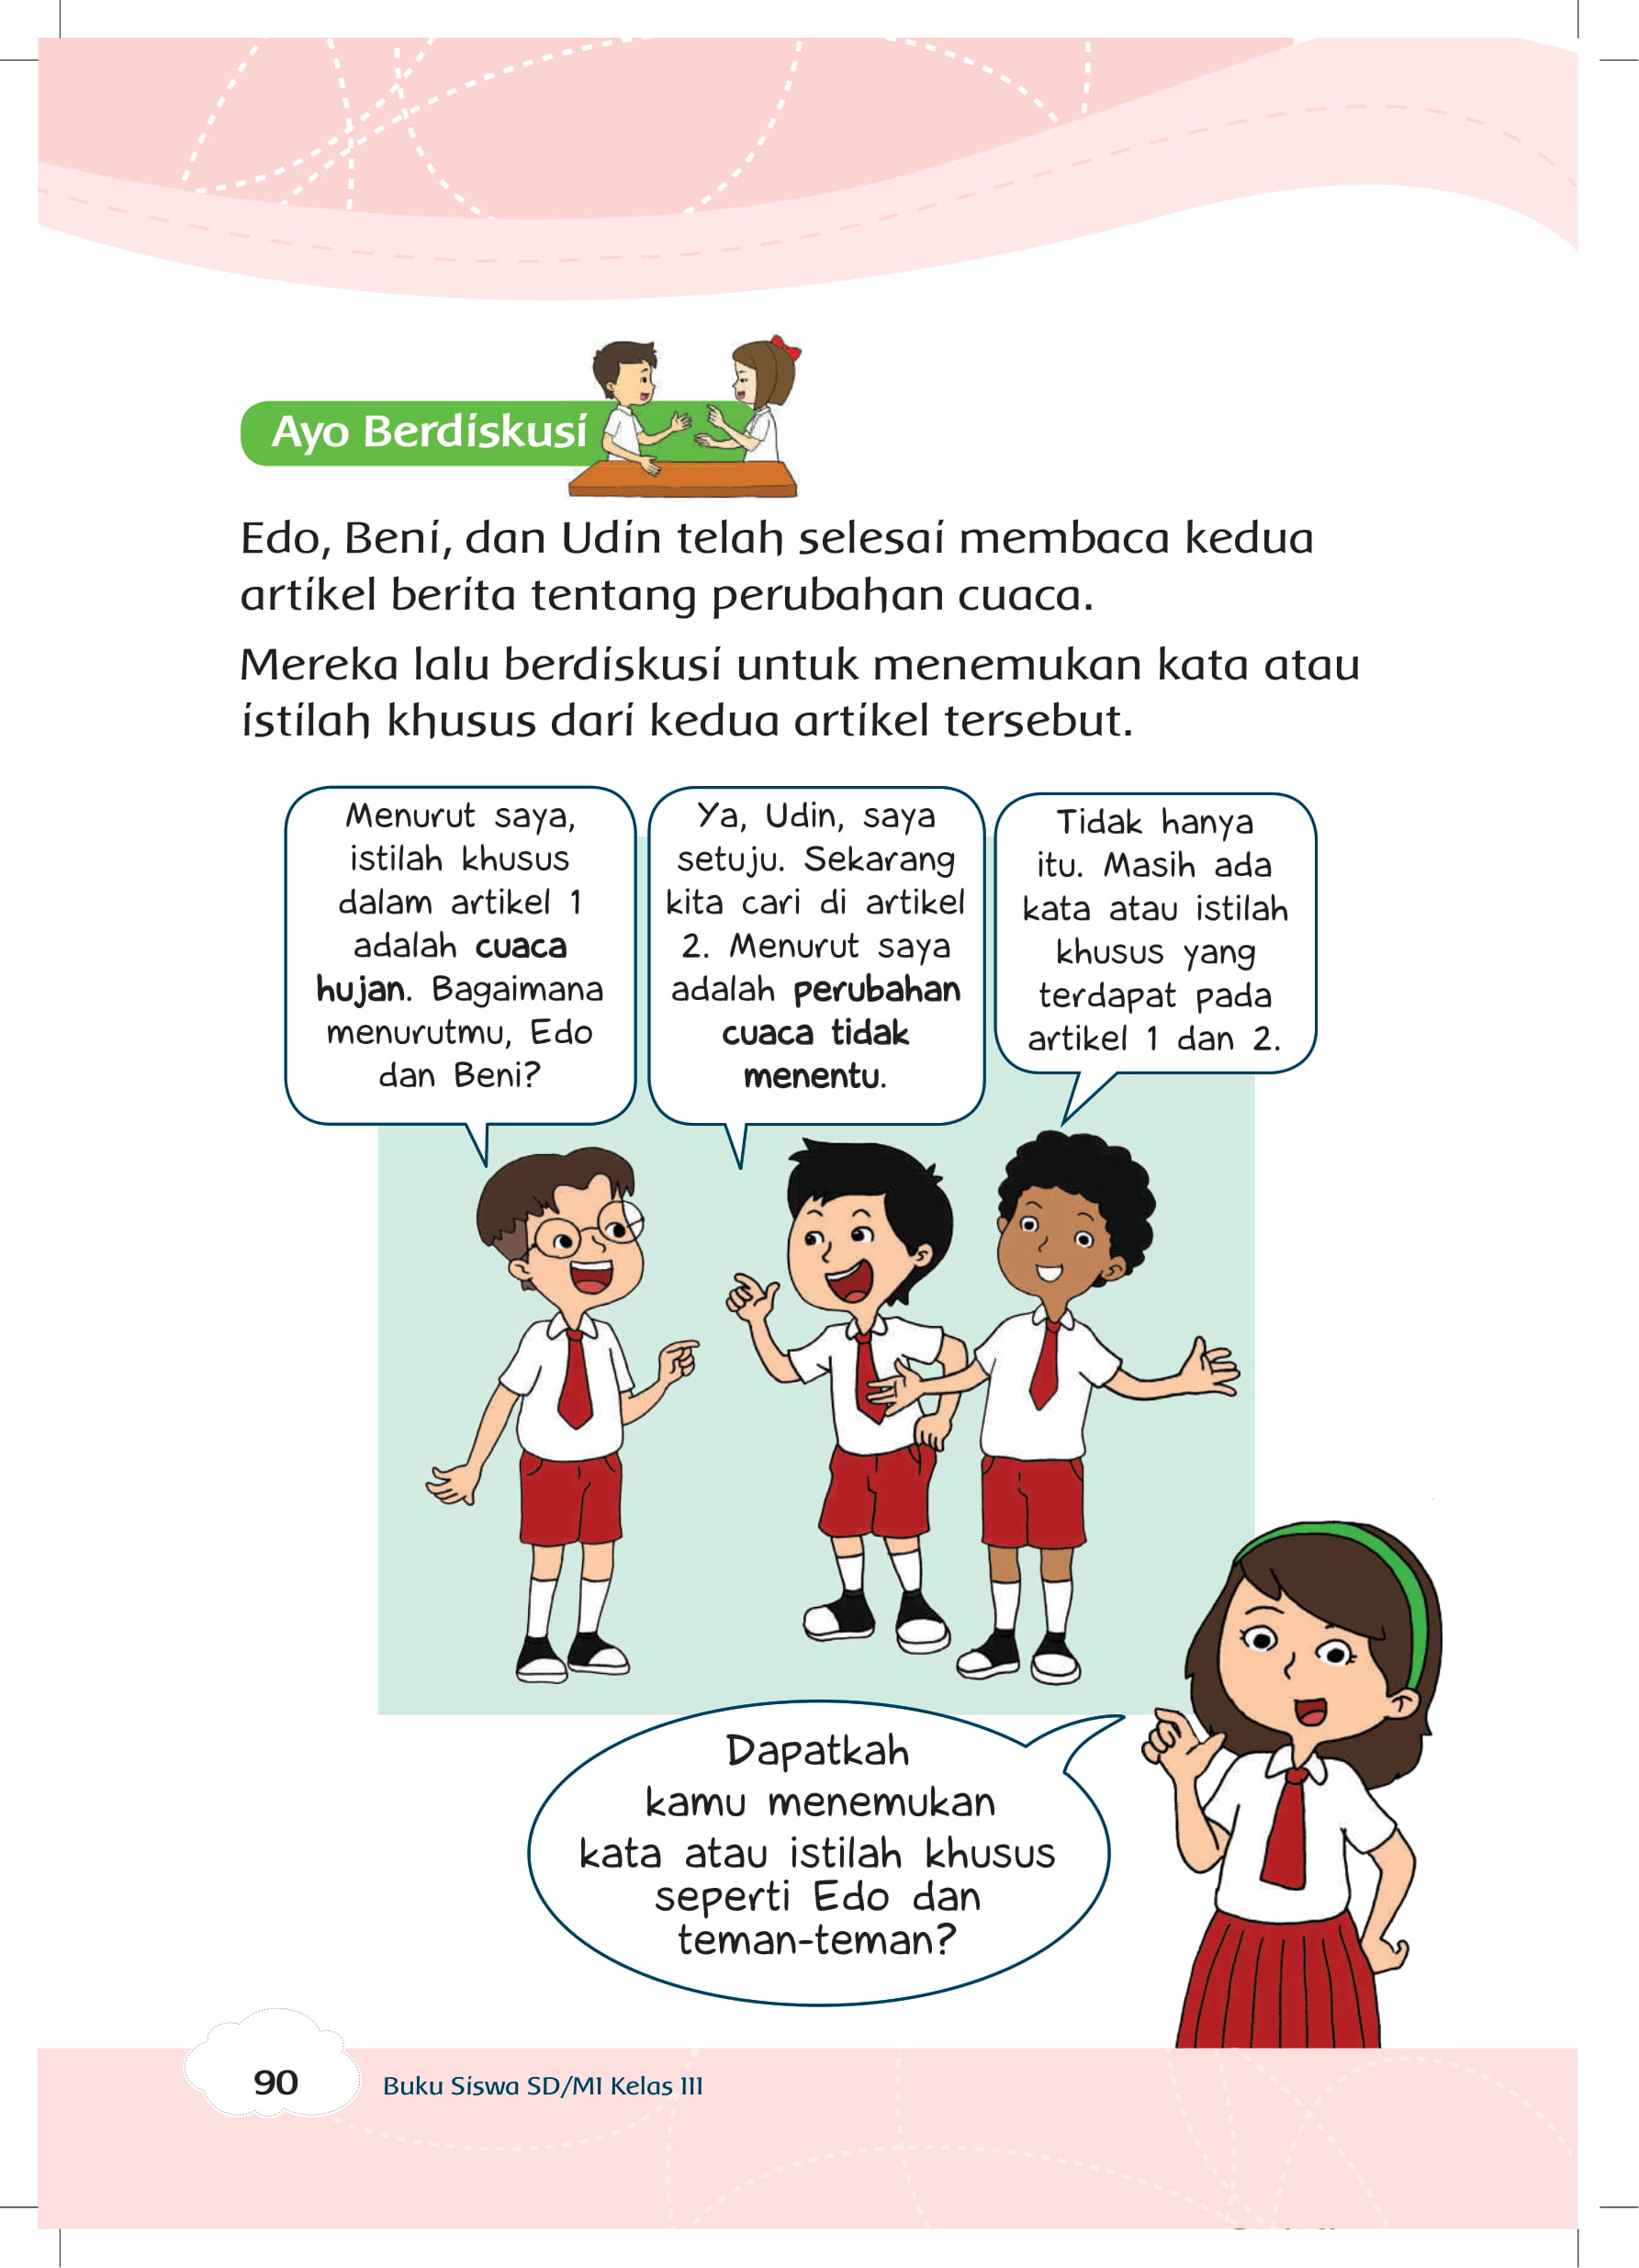 Ayo Berdiskusi
Edo, Beni, dan Udin telah selesai membaca kedua
artikel berita tentang perubahan cuaca.
Mereka lalu berdiskusi untuk menemukan kata atau
istilah khusus dari kedua artikel tersebut.
Menurut saya,
istilah khusus
dalam artikel 1
adalah cuaca
hujan. Bagaimana
menurutmu, Edo
dan Beni?
Ya, Udin, saya
setuju. Sekarang
kita cari di artikel
2. Menurut saya
adalah perubahan
cuaca tidak
menentu.
Tidak hanya
itu. Masih ada
kata atau istilah
khusus yang
terdapat pada
artikel 1 dan 2.
Dapatkah
kamu menemukan
kata atau istilah khusus
seperti Edo dan
teman-teman?
90
Buku Siswa SD/MI Kelas III